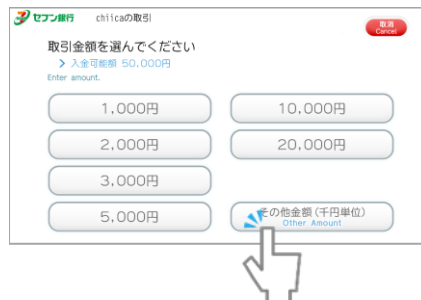 セブン銀行 chiicaの取引
取消
Cancel
取引金額を選んでください
入金可能額 50,000円
Enter amount.
1,000円 10,000円
2,000円 20,000円
3,000円
5,000円 その他金額(千円単位)
Other Amount